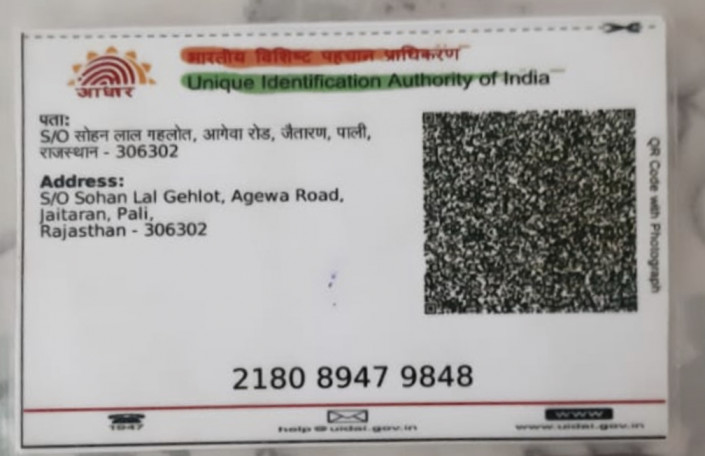 भारतीय विशिष्ट पहचान प्राधिकरण
Unique Identification Authority of India
आधार
पता:
S/O सोहन लाल गहलोत, आगेवा रोड, जैतारण, पाली,
राजस्थान - 306302
Address:
S/O Sohan Lal Gehlot, Agewa Road,
Jaitaran, Pali,
Rajasthan - 306302
QR Code with Photograph
2180 8947 9848
1947
help@uidai.gov.in
www
www.uidai.gov.in